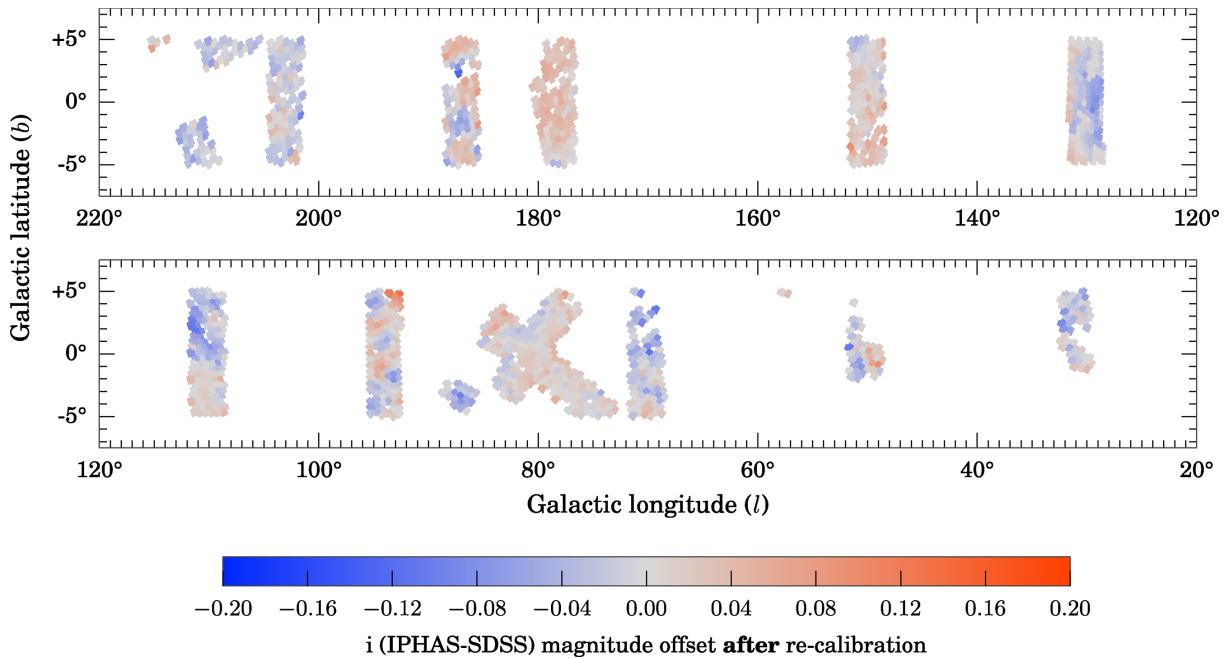 +5°
0°
-5°
220° 200° 180° 160° 140° 120°
Galactic latitude (b)
+5°
0°
-5°
120° 100° 80° 60° 40° 20°
Galactic longitude (l)
−0.20 −0.16 −0.12 −0.08 −0.04 0.00 0.04 0.08 0.12 0.16 0.20
i (IPHAS-SDSS) magnitude offset after re-calibration